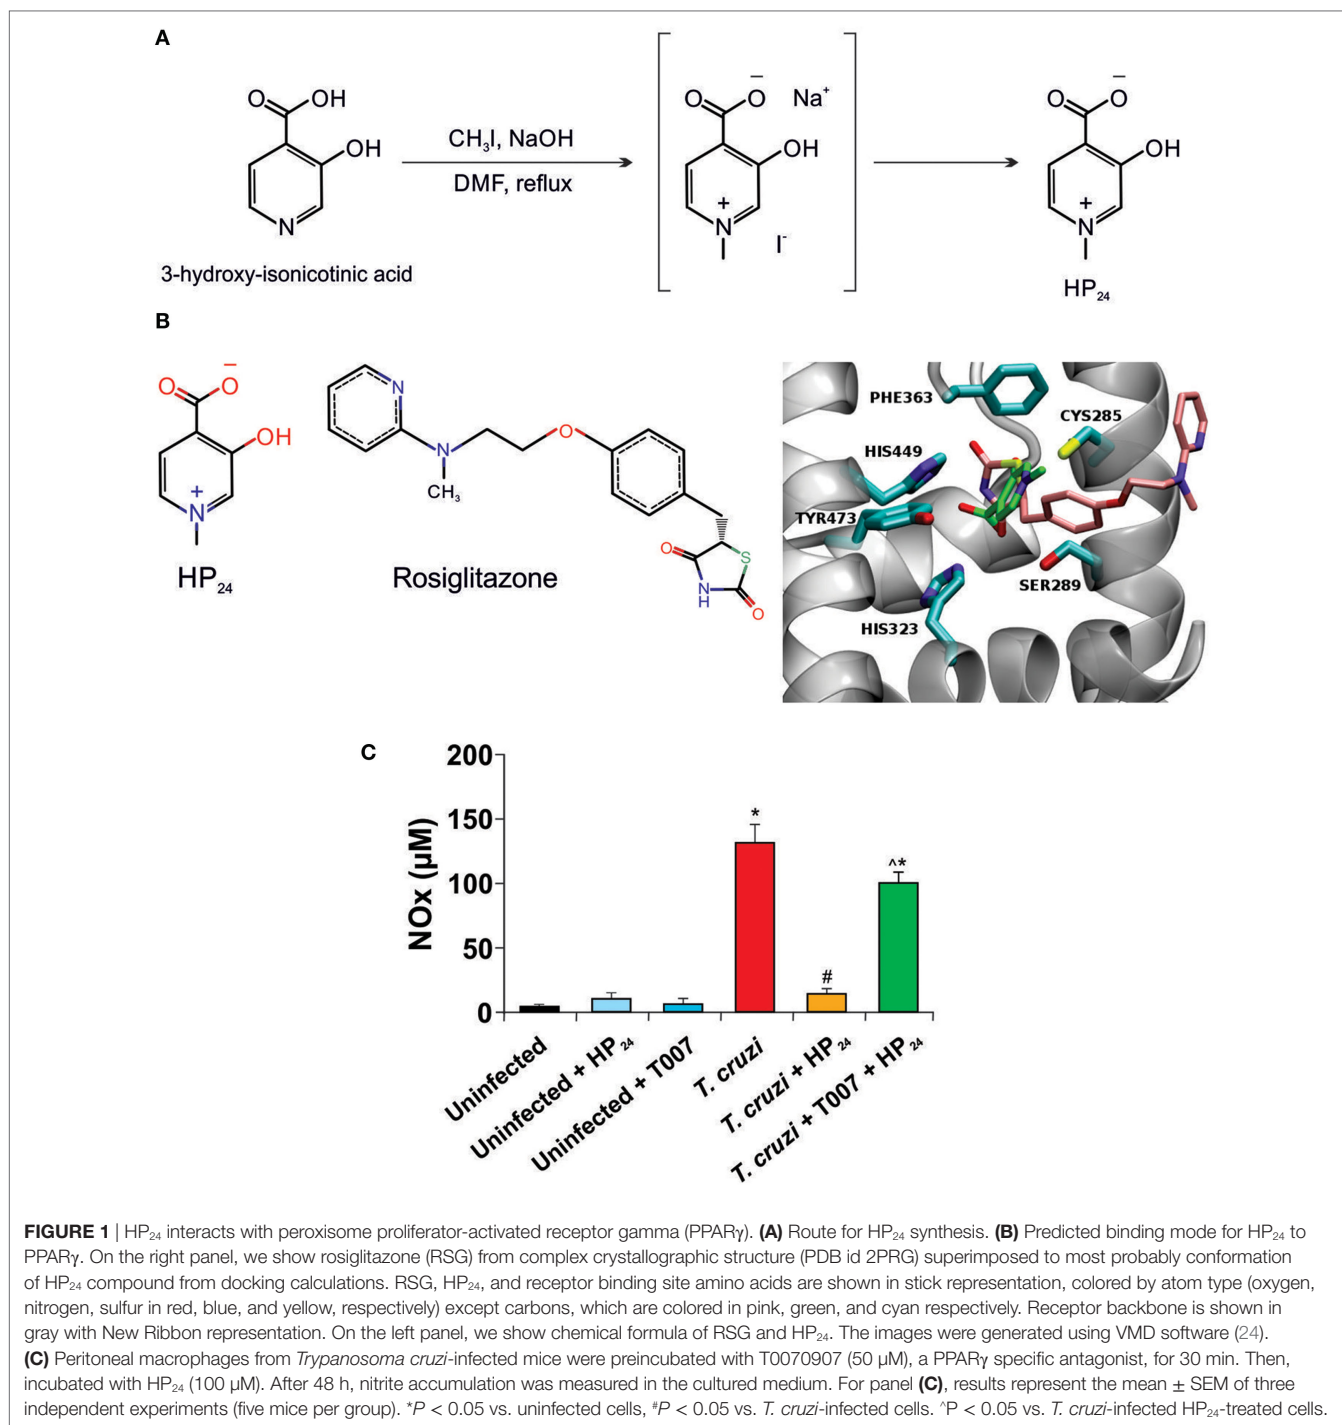 A
O
OH
OH
N
3-hydroxy-isonicotinic acid
CH₃I, NaOH
DMF, reflux
O
O⁻
Na⁺
OH
N⁺
I⁻
O
O⁻
OH
N⁺
HP₂₄
B
O
O⁻
OH
N⁺
HP₂₄
N
N
CH₃
O
O
S
N
H
O
Rosiglitazone
PHE363
CYS285
HIS449
TYR473
SER289
HIS323
C
NOx (µM)
200
150
100
50
0
*
#
^*
Uninfected
Uninfected + HP₂₄
Uninfected + T007
T. cruzi
T. cruzi + HP₂₄
T. cruzi + T007 + HP₂₄
FIGURE 1 | HP₂₄ interacts with peroxisome proliferator-activated receptor gamma (PPARγ). (A) Route for HP₂₄ synthesis. (B) Predicted binding mode for HP₂₄ to
PPARγ. On the right panel, we show rosiglitazone (RSG) from complex crystallographic structure (PDB id 2PRG) superimposed to most probably conformation
of HP₂₄ compound from docking calculations. RSG, HP₂₄, and receptor binding site amino acids are shown in stick representation, colored by atom type (oxygen,
nitrogen, sulfur in red, blue, and yellow, respectively) except carbons, which are colored in pink, green, and cyan respectively. Receptor backbone is shown in
gray with New Ribbon representation. On the left panel, we show chemical formula of RSG and HP₂₄. The images were generated using VMD software (24).
(C) Peritoneal macrophages from Trypanosoma cruzi-infected mice were preincubated with T0070907 (50 µM), a PPARγ specific antagonist, for 30 min. Then,
incubated with HP₂₄ (100 µM). After 48 h, nitrite accumulation was measured in the cultured medium. For panel (C), results represent the mean ± SEM of three
independent experiments (five mice per group). *P < 0.05 vs. uninfected cells, #P < 0.05 vs. T. cruzi-infected cells. ^P < 0.05 vs. T. cruzi-infected HP₂₄-treated cells.